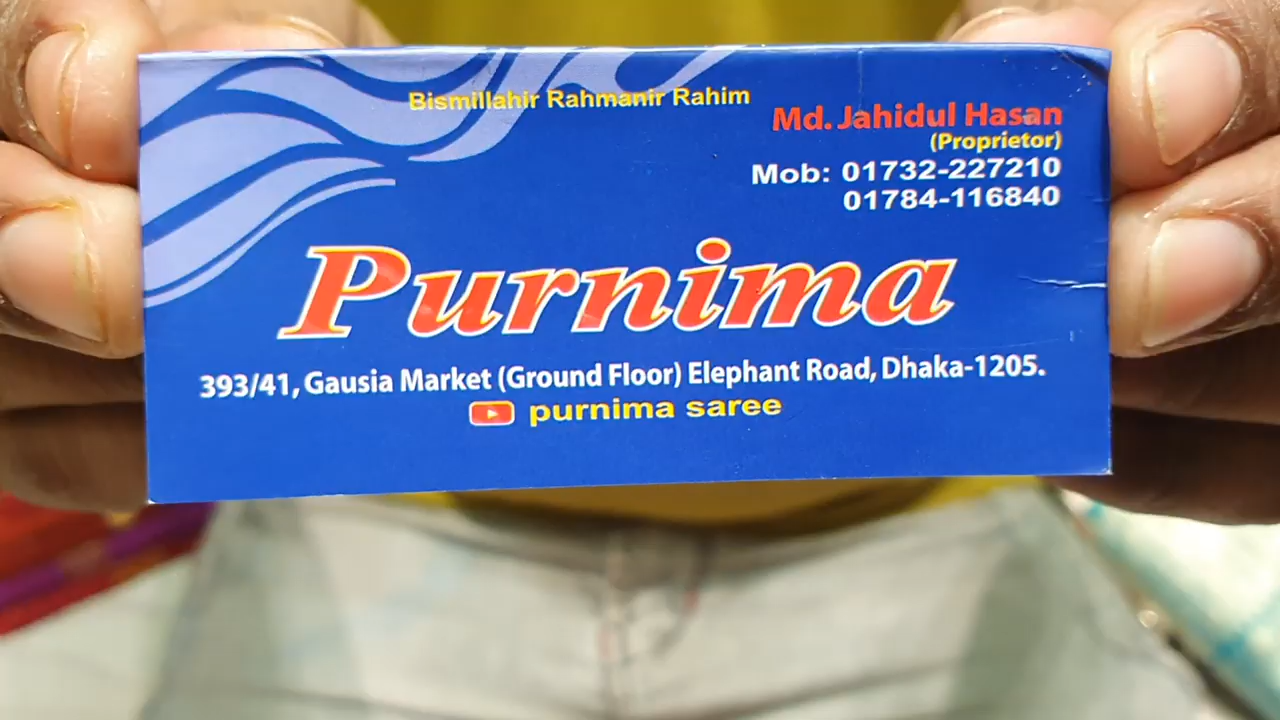 Bismillahir Rahmanir Rahim
Md. Jahidul Hasan
(Proprietor)
Mob: 01732-227210
01784-116840
Purnima
393/41, Gausia Market (Ground Floor) Elephant Road, Dhaka-1205.
purnima saree